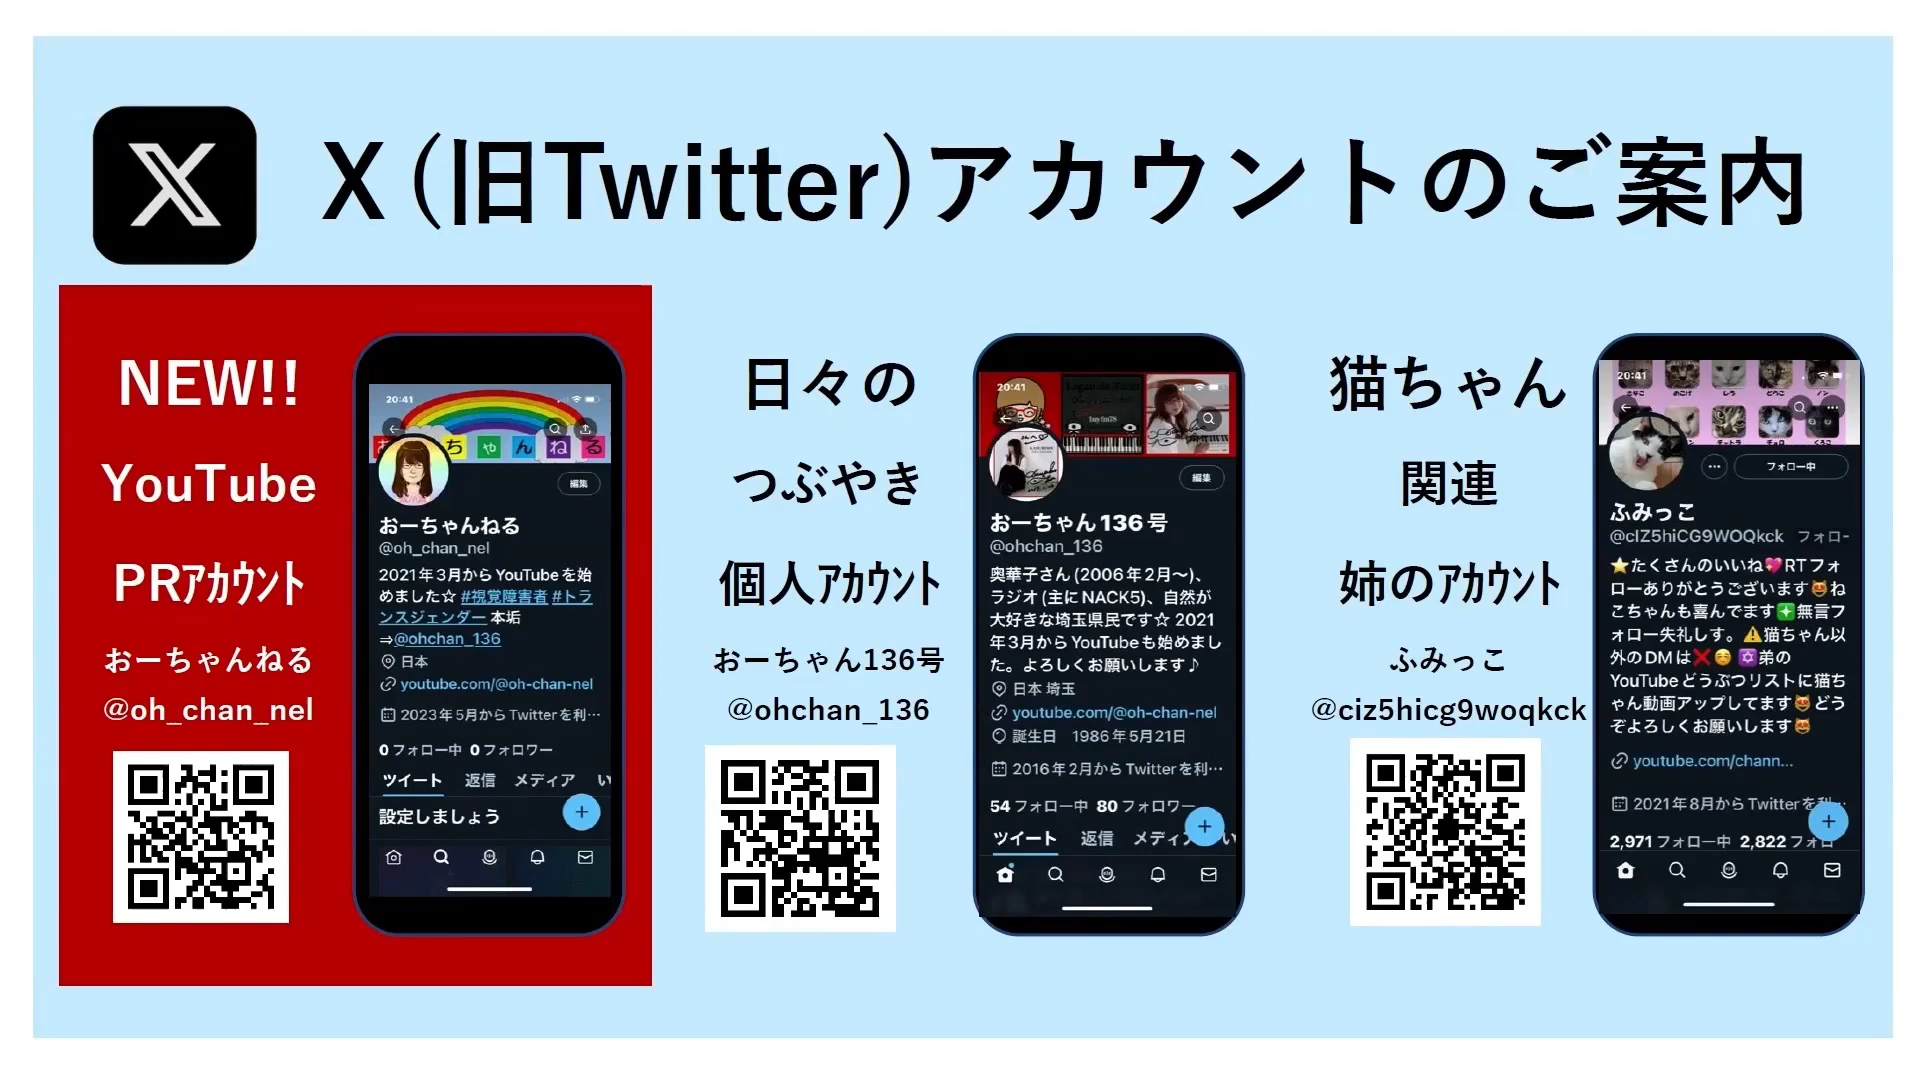 X(旧Twitter)アカウントのご案内
NEW!!
YouTube
PRｱｶｳﾝﾄ
おーちゃんねる
@oh_chan_nel
20:41
ちゃんねる
編集
おーちゃんねる
@oh_chan_nel
2021年3月からYouTubeを始
めました☆ #視覚障害者 #トラ
ンスジェンダー 本垢
⇒@ohchan_136
日本
youtube.com/@oh-chan-nel
2023年5月からTwitterを利…
0 フォロー中 0 フォロワー
ツイート 返信 メディア い
設定しましょう
日々の
つぶやき
個人ｱｶｳﾝﾄ
おーちゃん136号
@ohchan_136
20:41
編集
おーちゃん136号
@ohchan_136
奥華子さん(2006年2月～)、
ラジオ(主にNACK5)、自然が
大好きな埼玉県民です☆ 2021
年3月からYouTubeも始めまし
た。よろしくお願いします♪
日本 埼玉
youtube.com/@oh-chan-nel
誕生日 1986年5月21日
2016年2月からTwitterを利…
54 フォロー中 80 フォロワー
ツイート 返信 メディ
猫ちゃん
関連
姉のｱｶｳﾝﾄ
ふみっこ
@ciz5hicg9woqkck
20:41
フォロー中
ふみっこ
@cIZ5hiCG9WOQkck フォロー
⭐たくさんのいいね💖RTフォ
ローありがとうございます😻ね
こちゃんも喜んでます✳️無言フ
ォロー失礼しす。⚠️猫ちゃん以
外のDMは❌☺️🔯弟の
YouTubeどうぶつリストに猫ち
ゃん動画アップしてます😻どう
ぞよろしくお願いします😻
youtube.com/chann...
2021年8月からTwitterを利…
2,971 フォロー中 2,822 フォロ